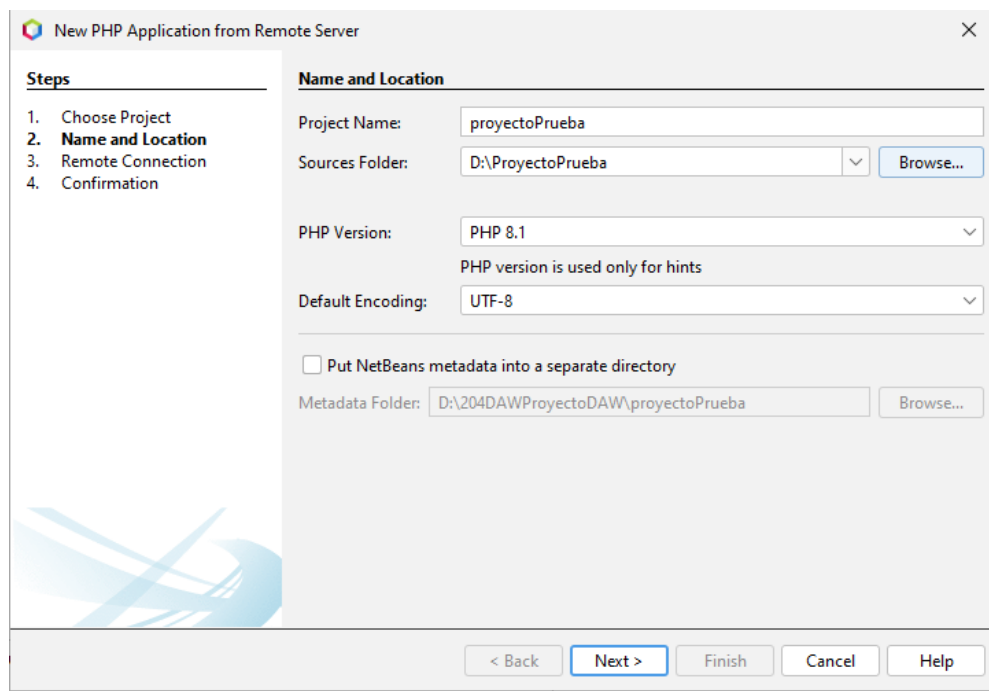 New PHP Application from Remote Server
Steps
1. Choose Project
2. Name and Location
3. Remote Connection
4. Confirmation
Name and Location
Project Name: proyectoPrueba
Sources Folder: D:\ProyectoPrueba Browse...
PHP Version: PHP 8.1
PHP version is used only for hints
Default Encoding: UTF-8
Put NetBeans metadata into a separate directory
Metadata Folder: D:\204DAWProyectoDAW\proyectoPrueba Browse...
< Back Next > Finish Cancel Help